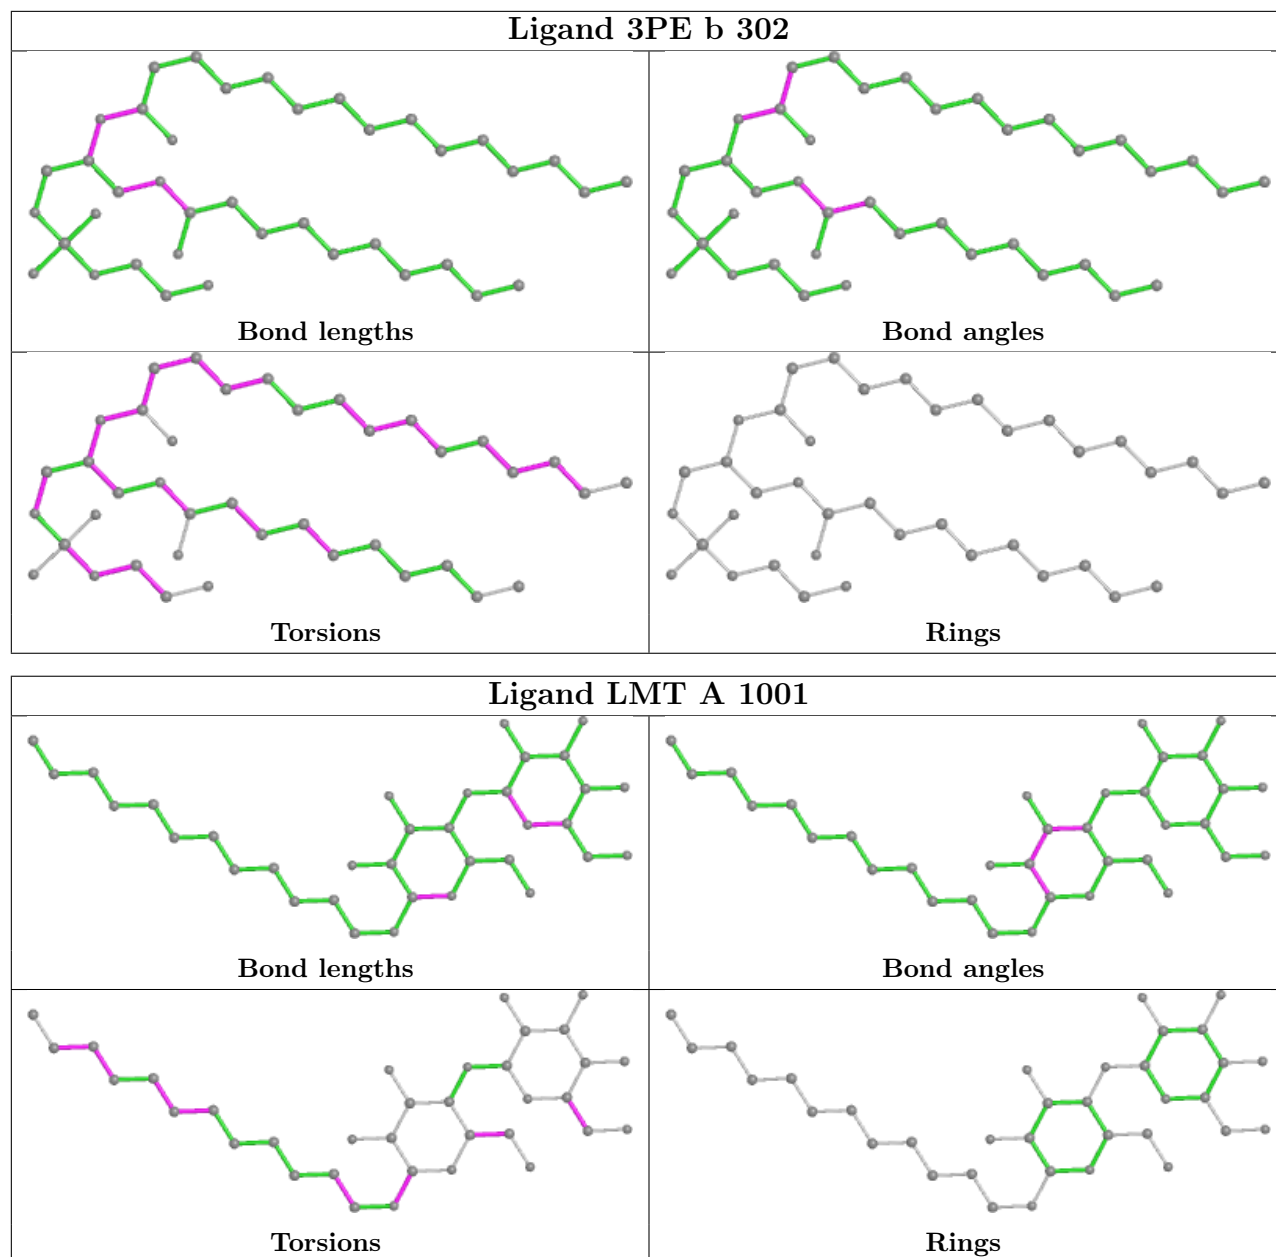 Ligand 3PE b 302
Bond lengths
Bond angles
Torsions
Rings
Ligand LMT A 1001
Bond lengths
Bond angles
Torsions
Rings